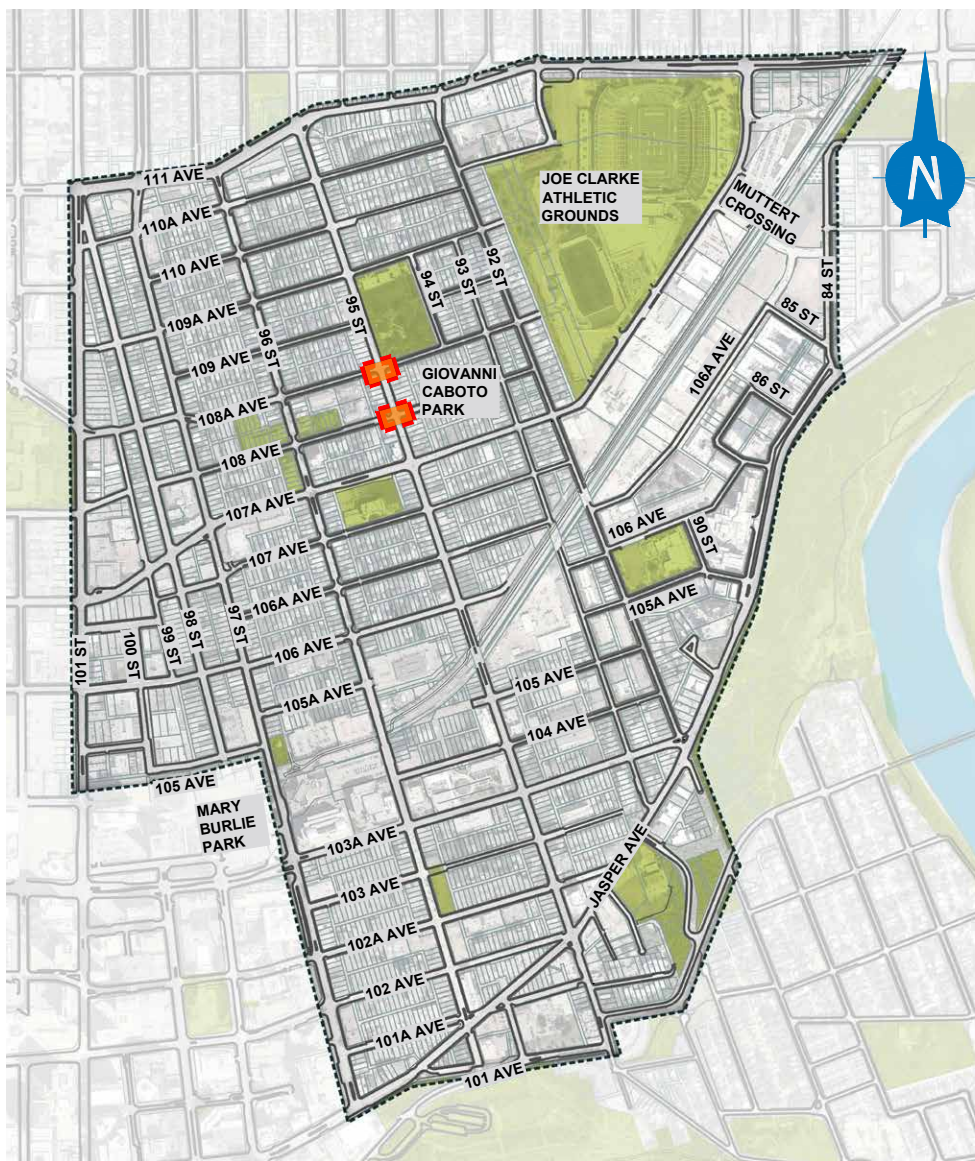 111 AVE
110A AVE
110 AVE
109A AVE
109 AVE
108A AVE
108 AVE
107A AVE
107 AVE
106A AVE
106 AVE
105A AVE
105 AVE
101 ST
100 ST
99 ST
98 ST
97 ST
96 ST
95 ST
94 ST
93 ST
92 ST
JOE CLARKE
ATHLETIC
GROUNDS
MUTTERT
CROSSING
N
84 ST
85 ST
86 ST
106A AVE
GIOVANNI
CABOTO
PARK
106 AVE
90 ST
105A AVE
105 AVE
104 AVE
MARY
BURLIE
PARK
103A AVE
103 AVE
102A AVE
102 AVE
101A AVE
101 AVE
JASPER AVE